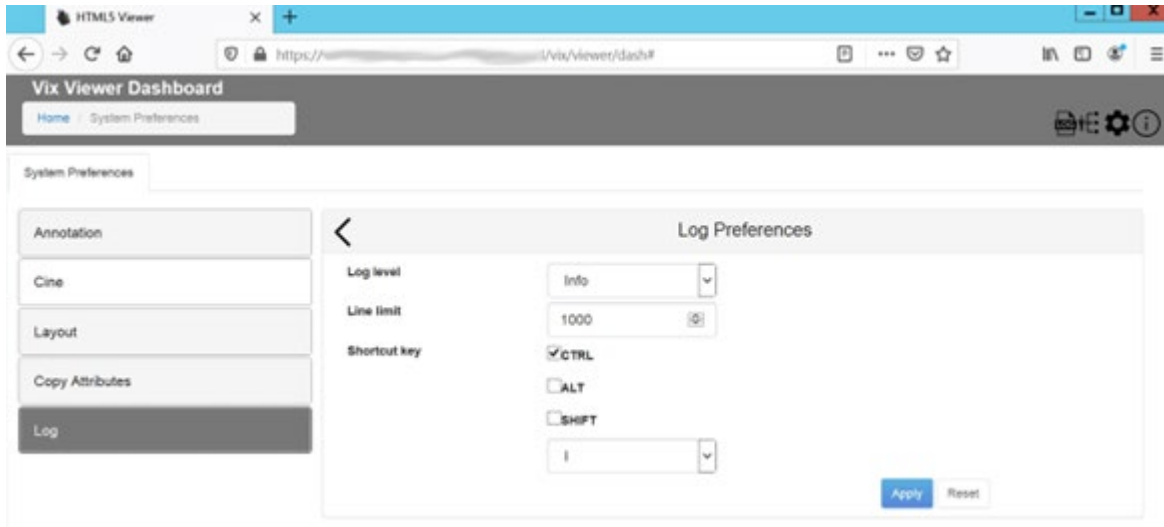 HTML5 Viewer
https:// /vix/viewer/dash#
Vix Viewer Dashboard
Home / System Preferences
System Preferences
Annotation
Cine
Layout
Copy Attributes
Log
Log Preferences
Log level
Info
Line limit
1000
Shortcut key
CTRL
ALT
SHIFT
I
Apply Reset